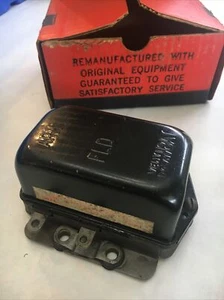 REMANUFACTURED WITH
ORIGINAL EQUIPMENT
GUARANTEED TO GIVE
SATISFACTORY SERVICE
FLD